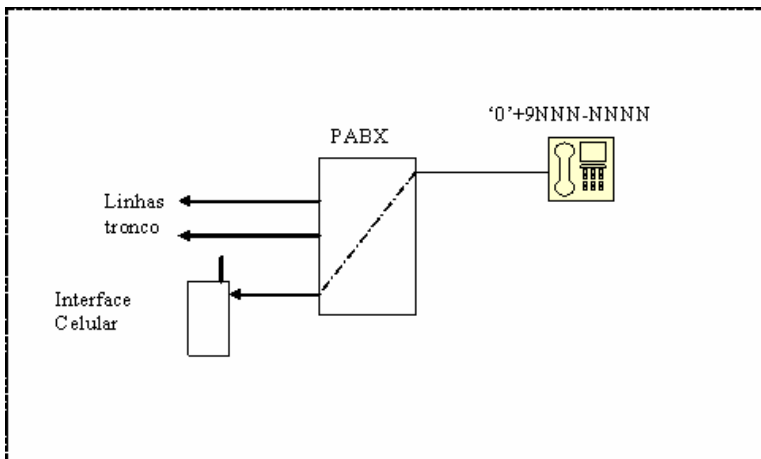 '0'+9NNN-NNNN
PABX
Linhas
tronco
Interface
Celular